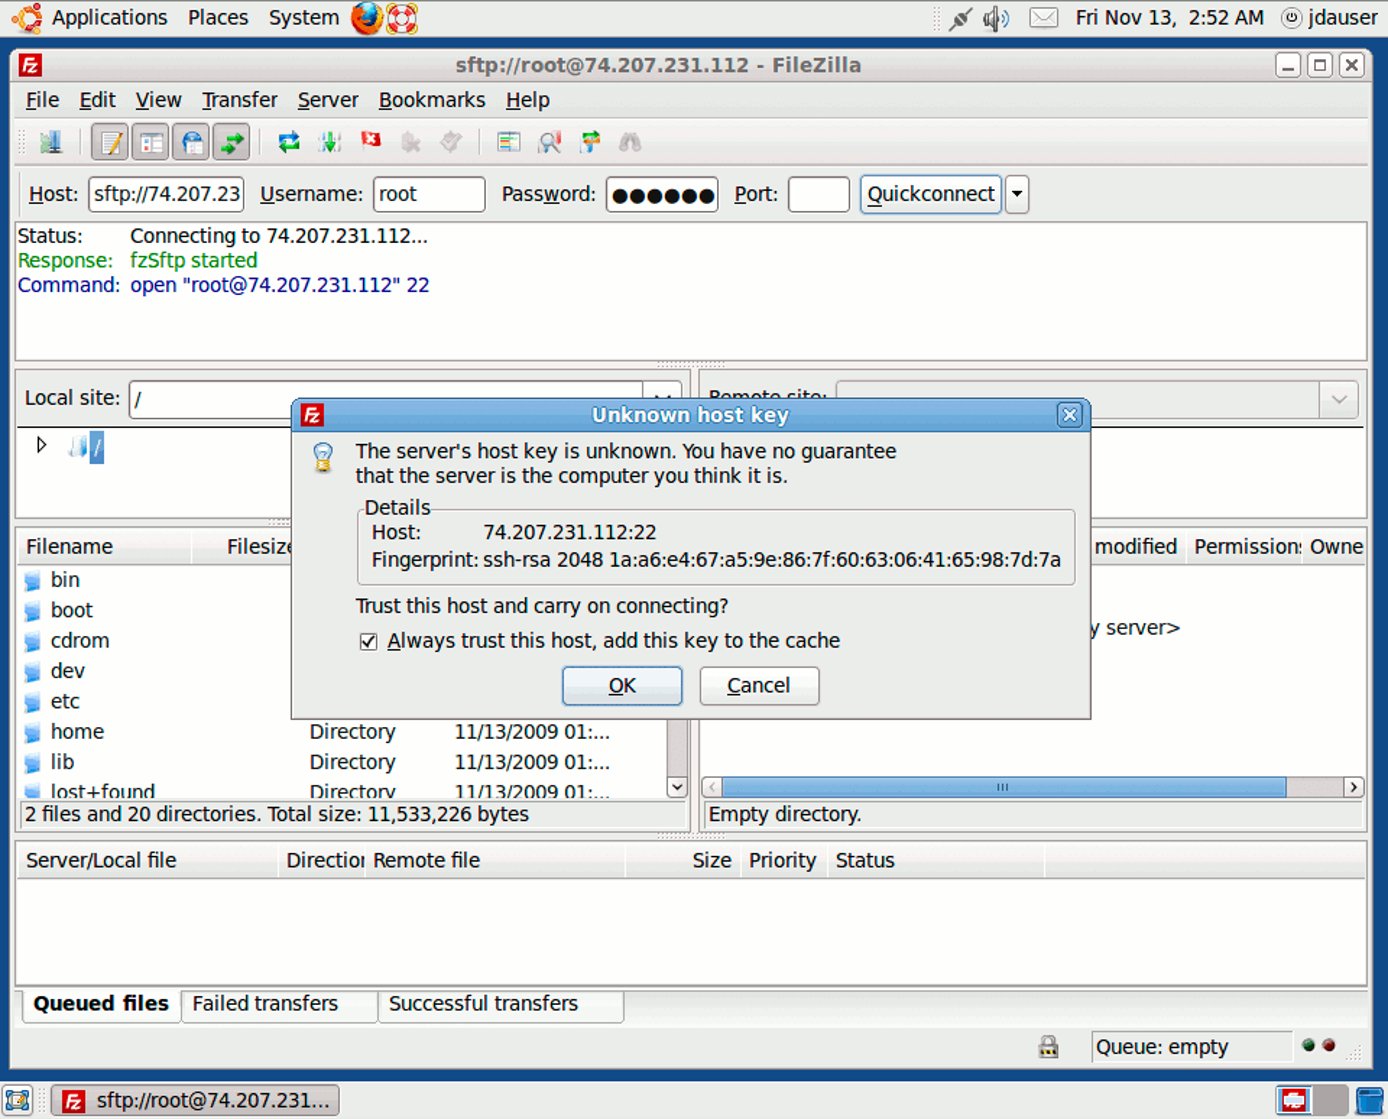 Applications Places System Fri Nov 13, 2:52 AM jdauser
sftp://root@74.207.231.112 - FileZilla
File Edit View Transfer Server Bookmarks Help
Host: sftp://74.207.23 Username: root Password: ●●●●●● Port: Quickconnect
Status: Connecting to 74.207.231.112...
Response: fzSftp started
Command: open "root@74.207.231.112" 22
Local site: / Remote site:
/
Unknown host key
The server's host key is unknown. You have no guarantee
that the server is the computer you think it is.
Details
Host: 74.207.231.112:22
Fingerprint: ssh-rsa 2048 1a:a6:e4:67:a5:9e:86:7f:60:63:06:41:65:98:7d:7a
Trust this host and carry on connecting?
Always trust this host, add this key to the cache
OK Cancel
Filename Filesize modified Permissions Owne
bin
boot
cdrom
dev
etc
y server>
home Directory 11/13/2009 01:...
lib Directory 11/13/2009 01:...
lost+found Directory 11/13/2009 01:...
2 files and 20 directories. Total size: 11,533,226 bytes
Empty directory.
Server/Local file Direction Remote file Size Priority Status
Queued files Failed transfers Successful transfers
Queue: empty
sftp://root@74.207.231...